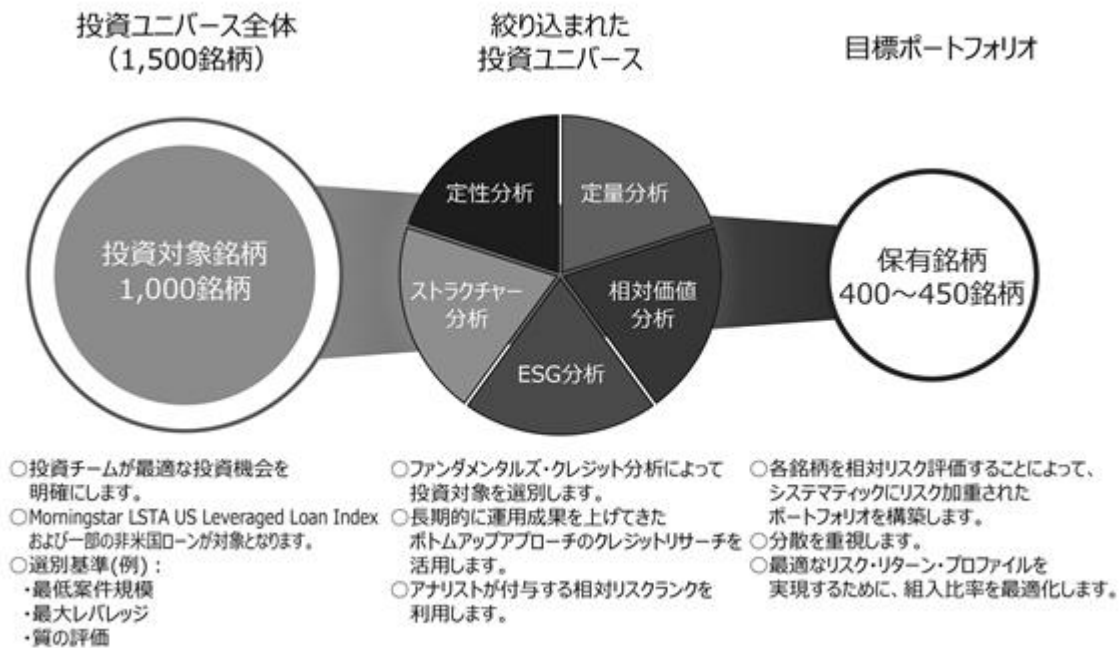 投資ユニバース全体
（1,500銘柄）
絞り込まれた
投資ユニバース
目標ポートフォリオ
投資対象銘柄
1,000銘柄
定性分析
定量分析
ストラクチャー
分析
相対価値
分析
ESG分析
保有銘柄
400～450銘柄
○投資チームが最適な投資機会を
明確にします。
○Morningstar LSTA US Leveraged Loan Index
および一部の非米国ローンが対象となります。
○選別基準(例)：
・最低案件規模
・最大レバレッジ
・質の評価
○ファンダメンタルズ・クレジット分析によって
投資対象を選別します。
○長期的に運用成果を上げてきた
ボトムアップアプローチのクレジットリサーチを
活用します。
○アナリストが付与する相対リスクランクを
利用します。
○各銘柄を相対リスク評価することによって、
システマティックにリスク加重された
ポートフォリオを構築します。
○分散を重視します。
○最適なリスク・リターン・プロファイルを
実現するために、組入比率を最適化します。